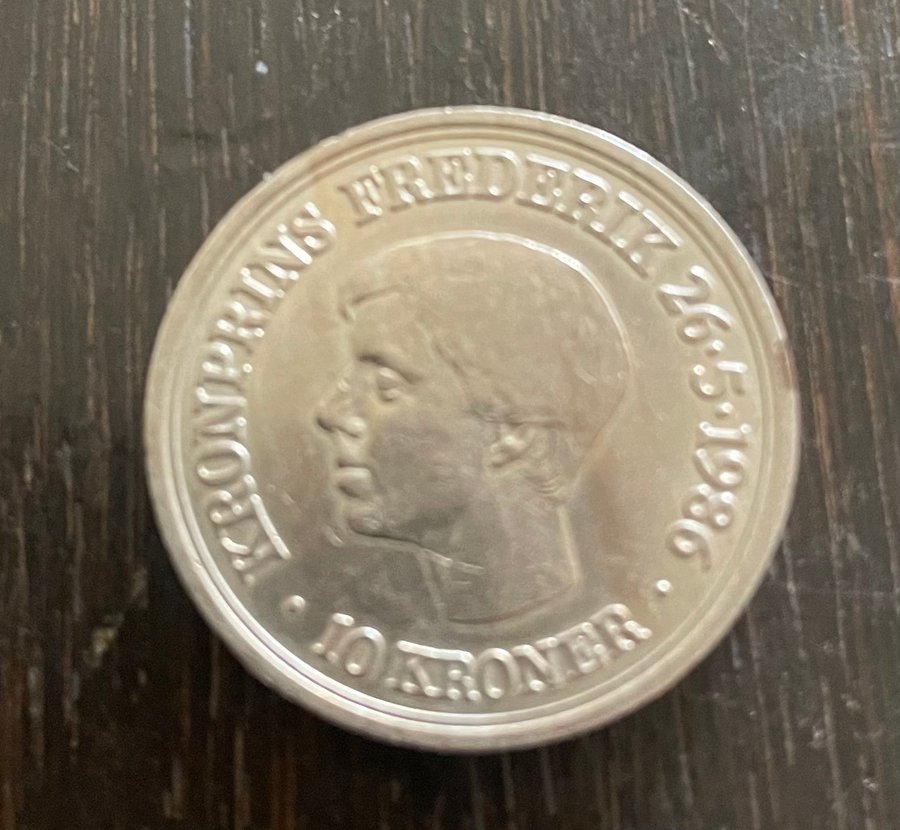 KRONPRINS FREDERIK 26·5·1986
· 10 KRONER ·